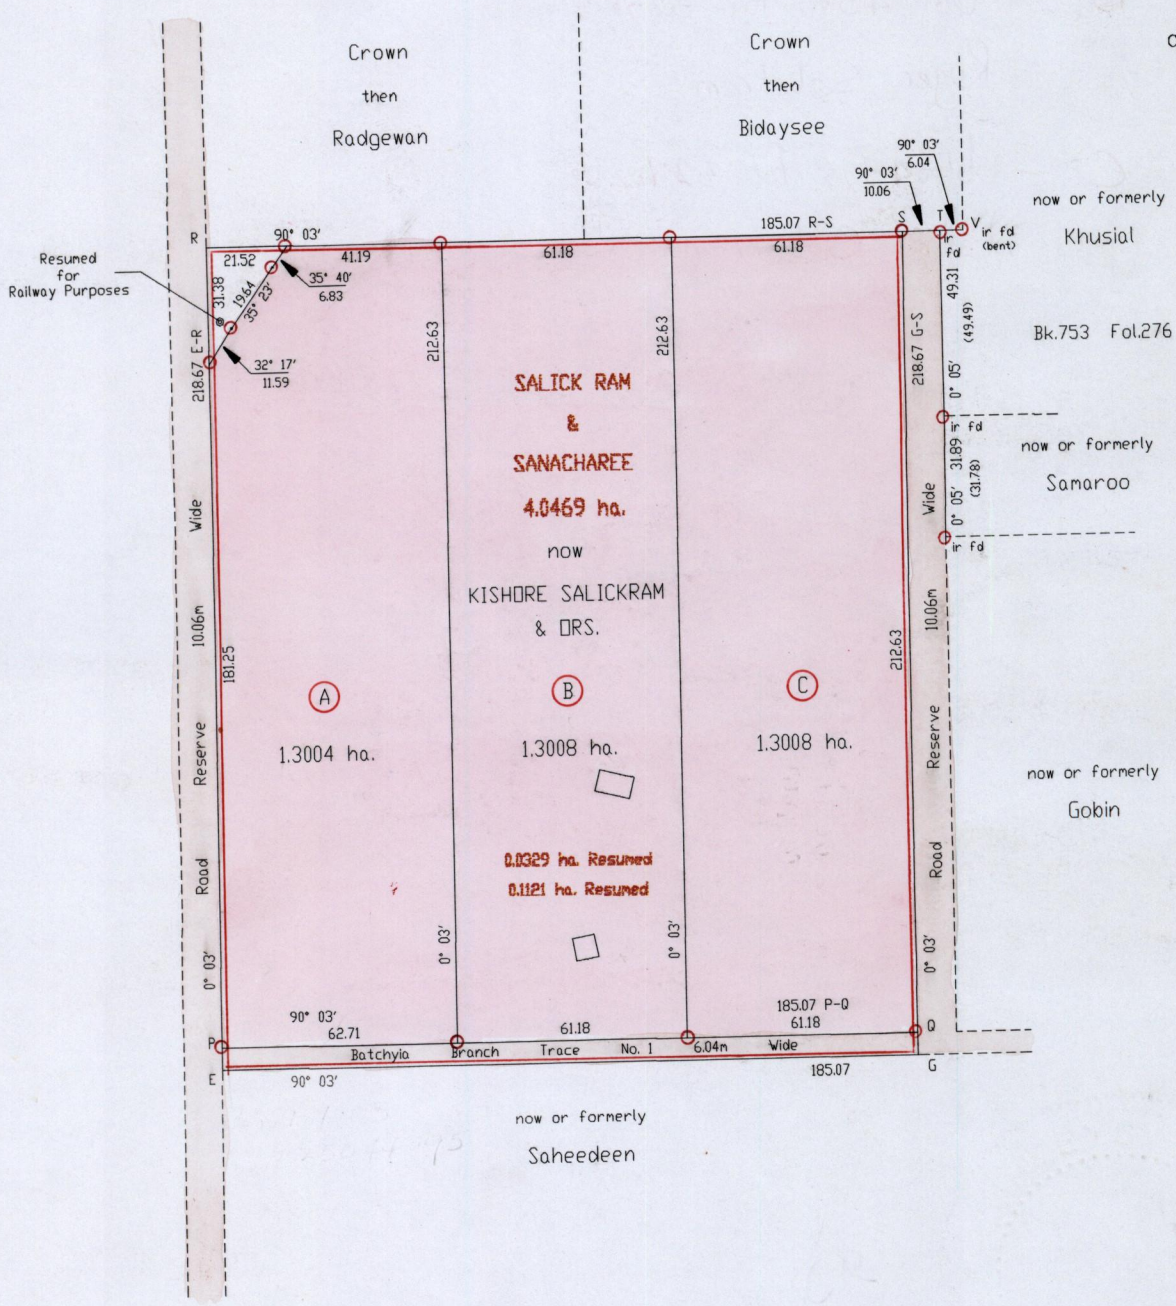 Crown
then
Radgewan
Crown
then
Bidaysee
90° 03'
6.04
90° 03'
10.06
now or formerly
Khusial
185.07 R-S
S
T
V
ir fd
(bent)
ir
fd
R
90° 03'
21.52
41.19
61.18
61.18
Resumed
for
Railway Purposes
31.38
19.64
35° 23'
35° 40'
6.83
32° 17'
11.59
218.67 E-R
212.63
212.63
218.67 G-S
49.31
(49.49)
0° 05'
Bk.753 Fol.276
SALICK RAM
&
SANACHAREE
4.0469 ha.
now
KISHORE SALICKRAM
& ORS.
ir fd
now or formerly
Samaroo
0° 05' 31.89
(31.78)
ir fd
Road Reserve 10.06m Wide
181.25
212.63
Road Reserve 10.06m Wide
A
B
C
1.3004 ha.
1.3008 ha.
1.3008 ha.
now or formerly
Gobin
0.0329 ha. Resumed
0.1121 ha. Resumed
0° 03'
0° 03'
0° 03'
0° 03'
90° 03'
62.71
61.18
185.07 P-Q
61.18
P
Q
Batchyia Branch Trace No. 1 6.04m Wide
E
90° 03'
185.07
G
now or formerly
Saheedeen